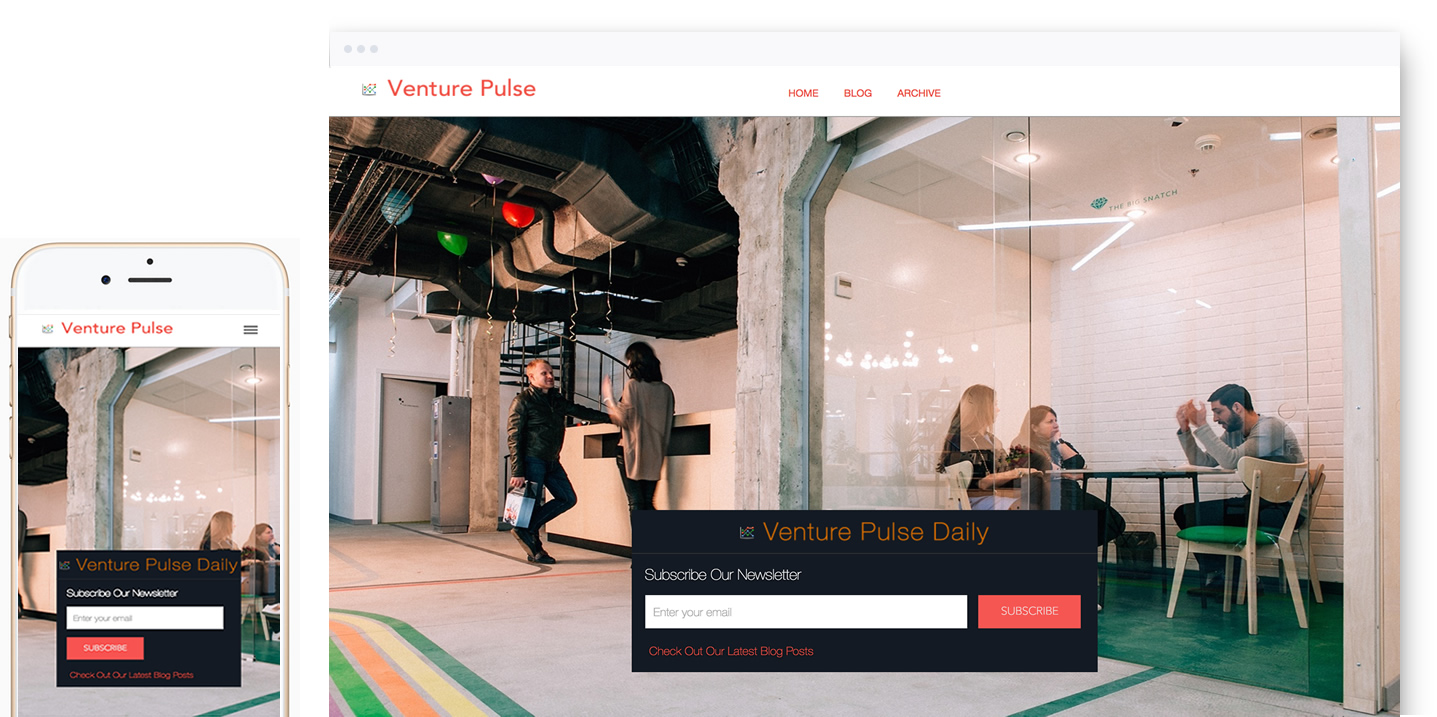 Venture Pulse
HOME BLOG ARCHIVE
THE BIG SNATCH
Venture Pulse Daily
Subscribe Our Newsletter
Enter your email
SUBSCRIBE
Check Out Our Latest Blog Posts
Venture Pulse
Venture Pulse Daily
Subscribe Our Newsletter
Enter your email
SUBSCRIBE
Check Out Our Latest Blog Posts